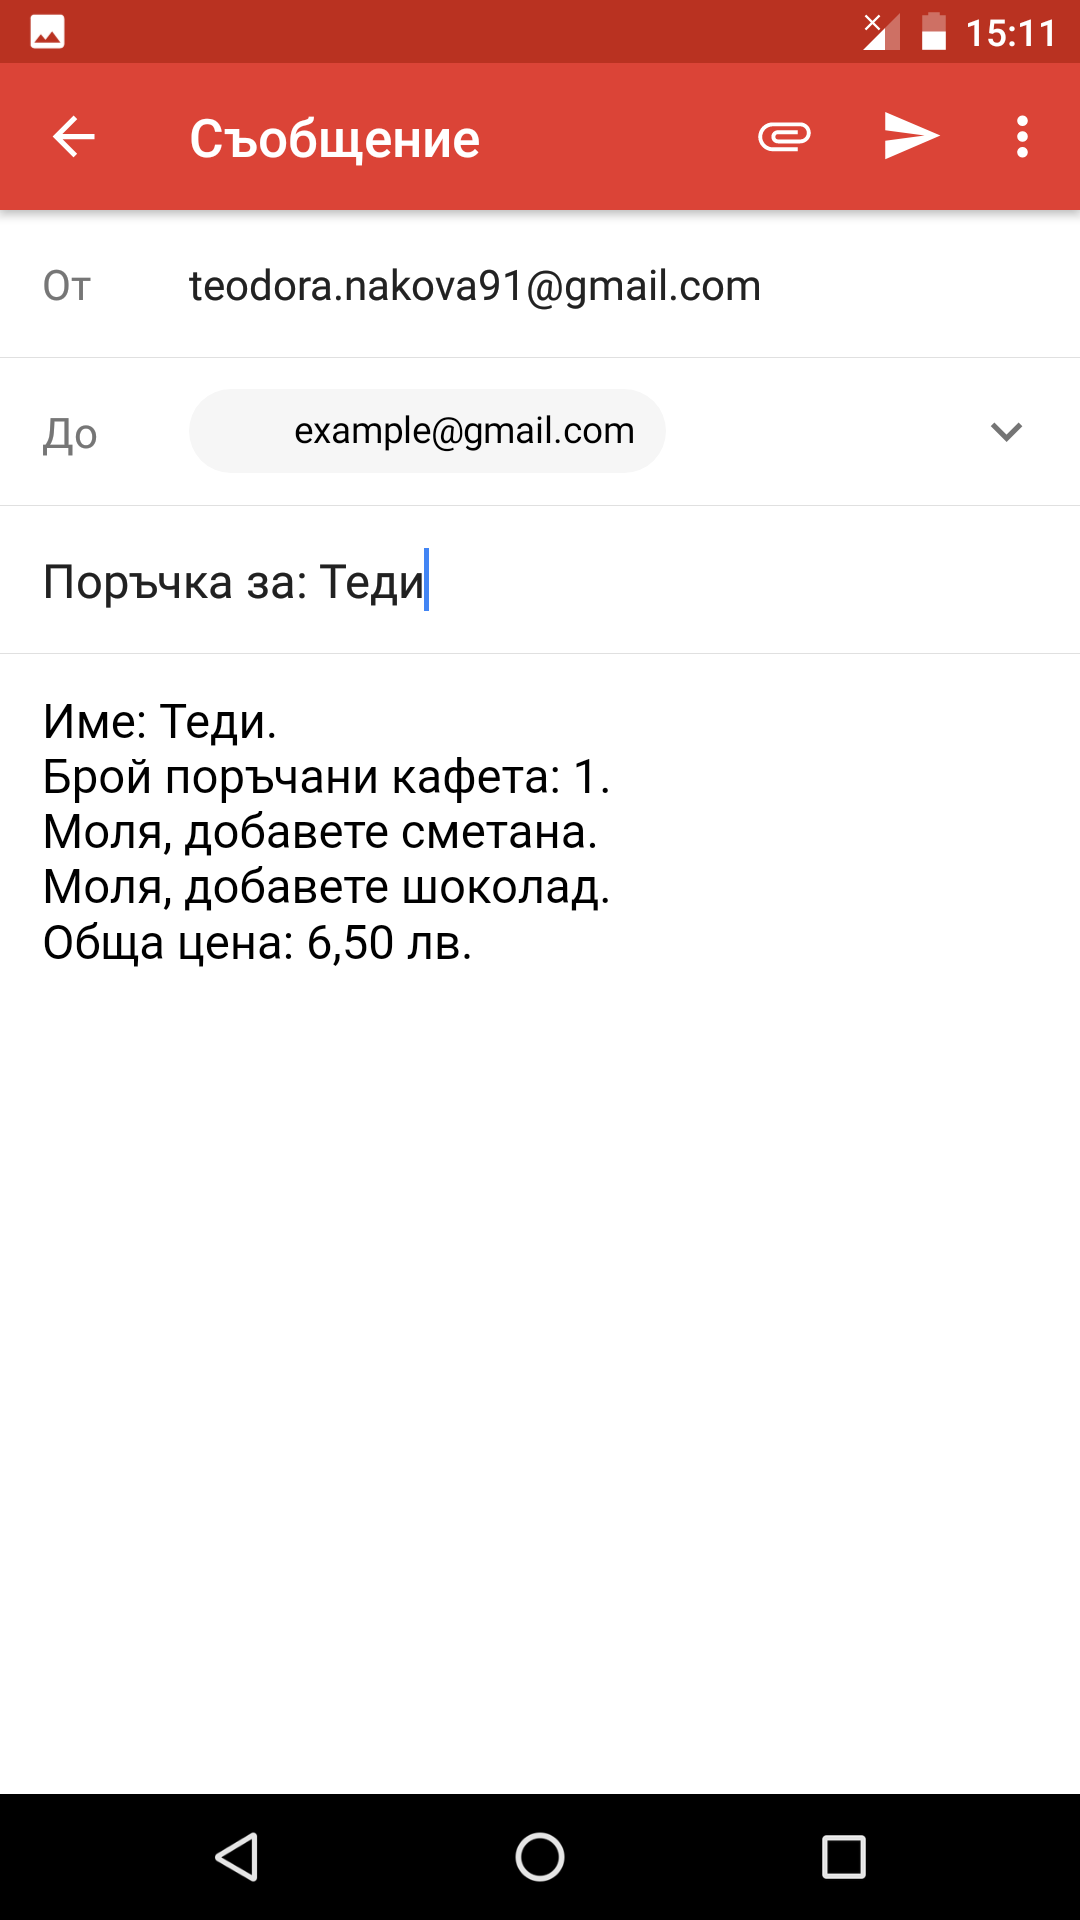 15:11
Съобщение
От teodora.nakova91@gmail.com
До example@gmail.com
Поръчка за: Теди
Име: Теди.
Брой поръчани кафета: 1.
Моля, добавете сметана.
Моля, добавете шоколад.
Обща цена: 6,50 лв.